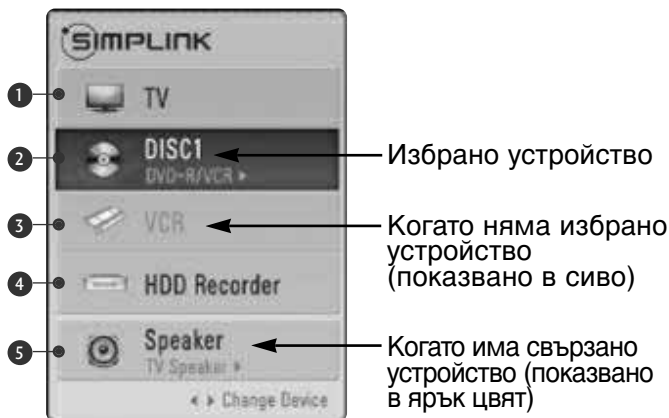 SIMPLINK
1 TV
2 DISC1
DVD-R/VCR ▸
Избрано устройство
3 VCR
Когато няма избрано
устройство
(показвано в сиво)
4 HDD Recorder
5 Speaker
TV Speaker ▸
Когато има свързано
устройство (показвано
в ярък цвят)
◂ ▸ Change Device